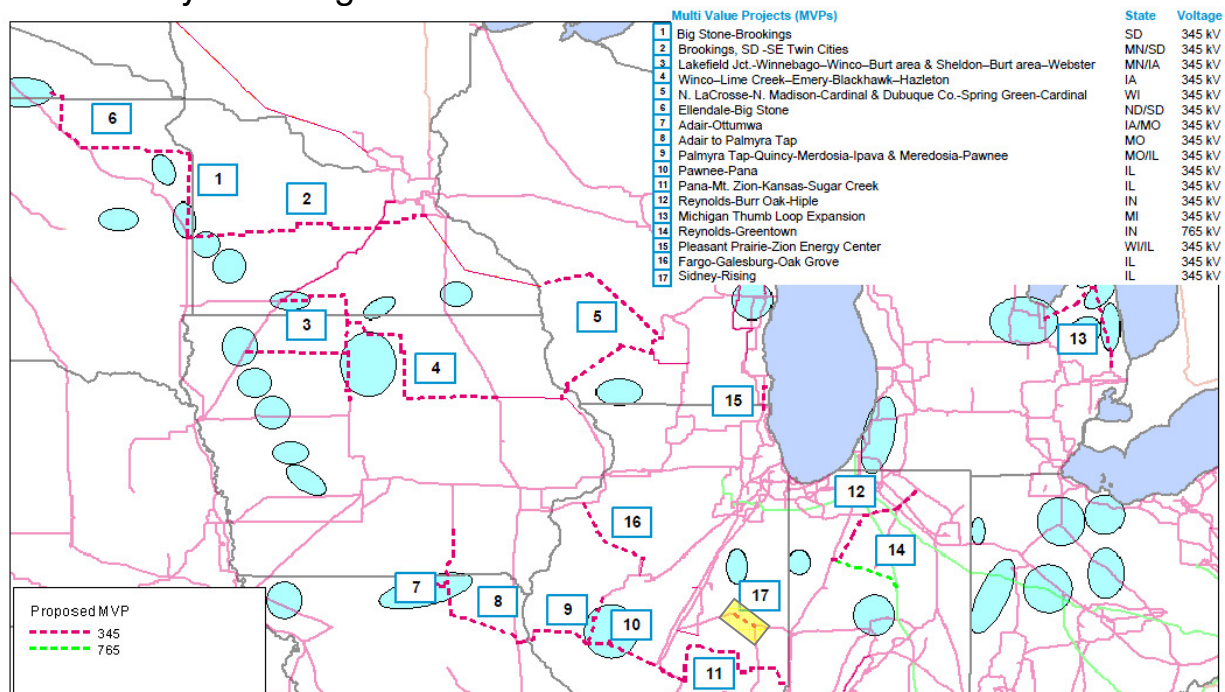 Multi Value Projects (MVPs) State Voltage
1 Big Stone-Brookings SD 345 kV
2 Brookings, SD -SE Twin Cities MN/SD 345 kV
3 Lakefield Jct.-Winnebago–Winco–Burt area & Sheldon–Burt area–Webster MN/IA 345 kV
4 Winco–Lime Creek–Emery-Blackhawk–Hazleton IA 345 kV
5 N. LaCrosse-N. Madison-Cardinal & Dubuque Co.-Spring Green-Cardinal WI 345 kV
6 Ellendale-Big Stone ND/SD 345 kV
7 Adair-Ottumwa IA/MO 345 kV
8 Adair to Palmyra Tap MO 345 kV
9 Palmyra Tap-Quincy-Merdosia-Ipava & Meredosia-Pawnee MO/IL 345 kV
10 Pawnee-Pana IL 345 kV
11 Pana-Mt. Zion-Kansas-Sugar Creek IL 345 kV
12 Reynolds-Burr Oak-Hiple IN 345 kV
13 Michigan Thumb Loop Expansion MI 345 kV
14 Reynolds-Greentown IN 765 kV
15 Pleasant Prairie-Zion Energy Center WI/IL 345 kV
16 Fargo-Galesburg-Oak Grove IL 345 kV
17 Sidney-Rising IL 345 kV
6
1
2
3
5
13
4
15
12
16
14
7
8
17
9
10
11
Proposed MVP
345
765